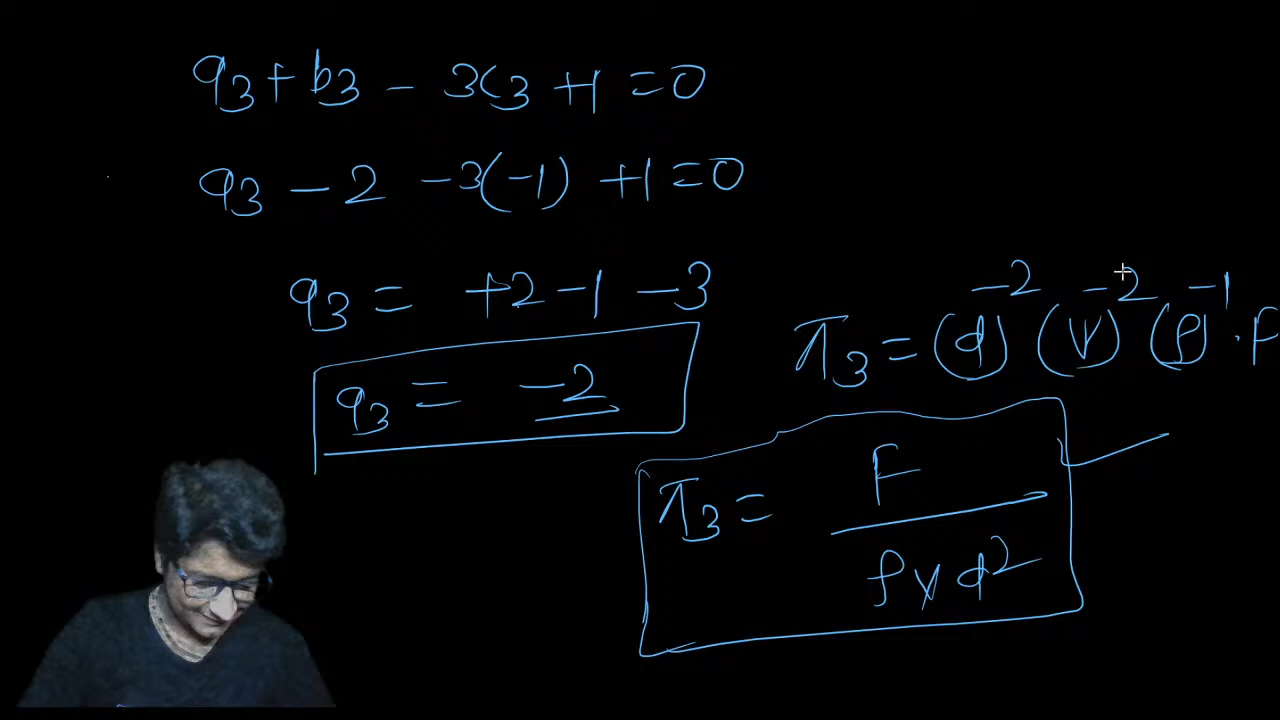 a₃ + b₃ - 3c₃ + 1 = 0
a₃ - 2 - 3(-1) + 1 = 0
a₃ = +2 - 1 - 3
a₃ = -2
π₃ = (d)⁻² (V)⁻² (ρ)⁻¹ . F
π₃ = F / ρ V d²